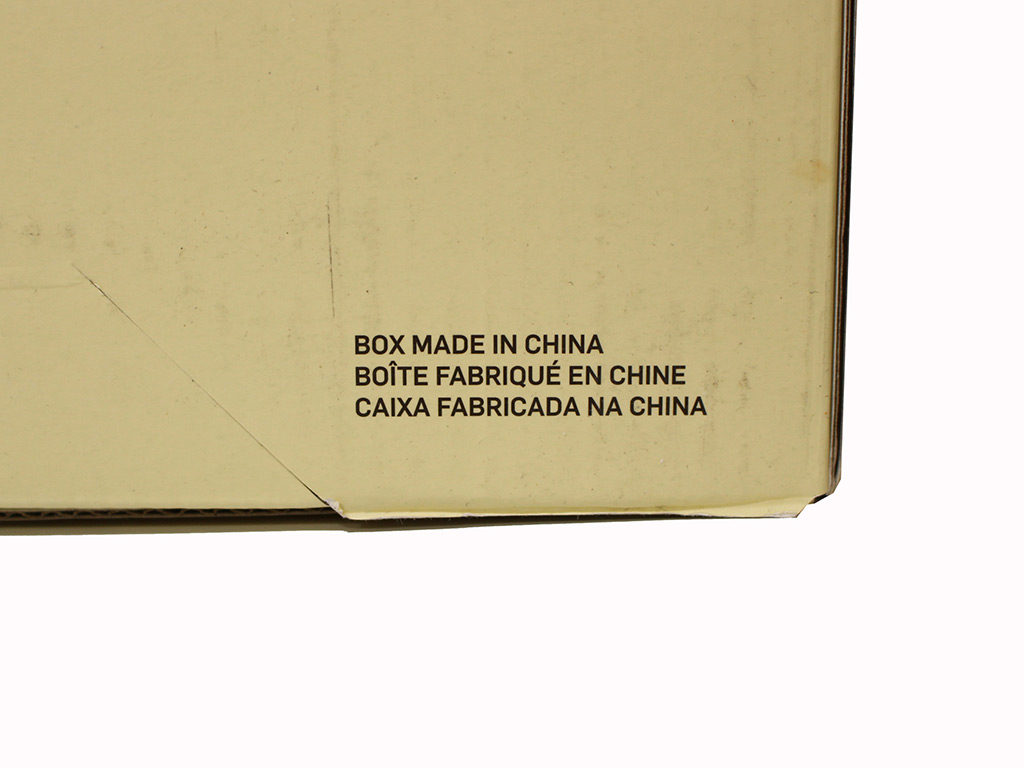 BOX MADE IN CHINA
BOÎTE FABRIQUÉ EN CHINE
CAIXA FABRICADA NA CHINA